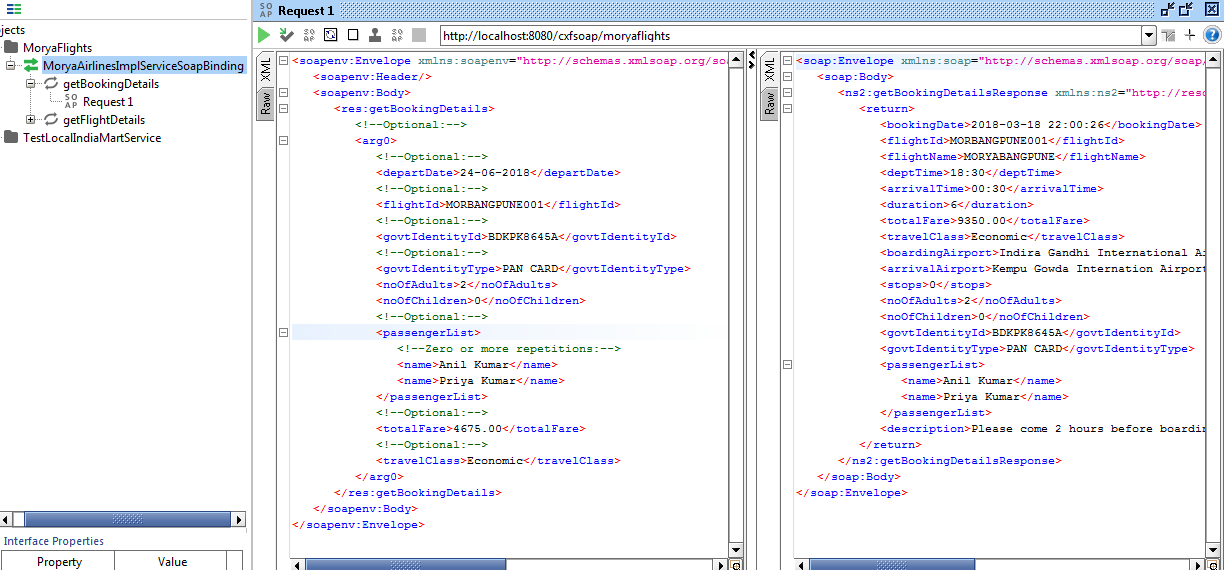 Request 1
jects
MoryaFlights
MoryaAirlinesImplServiceSoapBinding
getBookingDetails
Request 1
getFlightDetails
TestLocalIndiaMartService
Interface Properties
Property Value
http://localhost:8080/cxfsoap/moryaflights
XML
Raw
<soapenv:Envelope xmlns:soapenv="http://schemas.xmlsoap.org/soa
<soapenv:Header/>
<soapenv:Body>
<res:getBookingDetails>
<!--Optional:-->
<arg0>
<!--Optional:-->
<departDate>24-06-2018</departDate>
<!--Optional:-->
<flightId>MORBANGPUNE001</flightId>
<!--Optional:-->
<govtIdentityId>BDKPK8645A</govtIdentityId>
<!--Optional:-->
<govtIdentityType>PAN CARD</govtIdentityType>
<noOfAdults>2</noOfAdults>
<noOfChildren>0</noOfChildren>
<!--Optional:-->
<passengerList>
<!--Zero or more repetitions:-->
<name>Anil Kumar</name>
<name>Priya Kumar</name>
</passengerList>
<!--Optional:-->
<totalFare>4675.00</totalFare>
<!--Optional:-->
<travelClass>Economic</travelClass>
</arg0>
</res:getBookingDetails>
</soapenv:Body>
</soapenv:Envelope>
XML
Raw
<soap:Envelope xmlns:soap="http://schemas.xmlsoap.org/soap/
<soap:Body>
<ns2:getBookingDetailsResponse xmlns:ns2="http://reso
<return>
<bookingDate>2018-03-18 22:00:26</bookingDate>
<flightId>MORBANGPUNE001</flightId>
<flightName>MORYABANGPUNE</flightName>
<deptTime>18:30</deptTime>
<arrivalTime>00:30</arrivalTime>
<duration>6</duration>
<totalFare>9350.00</totalFare>
<travelClass>Economic</travelClass>
<boardingAirport>Indira Gandhi International Ai
<arrivalAirport>Kempu Gowda Internation Airport
<stops>0</stops>
<noOfAdults>2</noOfAdults>
<noOfChildren>0</noOfChildren>
<govtIdentityId>BDKPK8645A</govtIdentityId>
<govtIdentityType>PAN CARD</govtIdentityType>
<passengerList>
<name>Anil Kumar</name>
<name>Priya Kumar</name>
</passengerList>
<description>Please come 2 hours before boardin
</return>
</ns2:getBookingDetailsResponse>
</soap:Body>
</soap:Envelope>